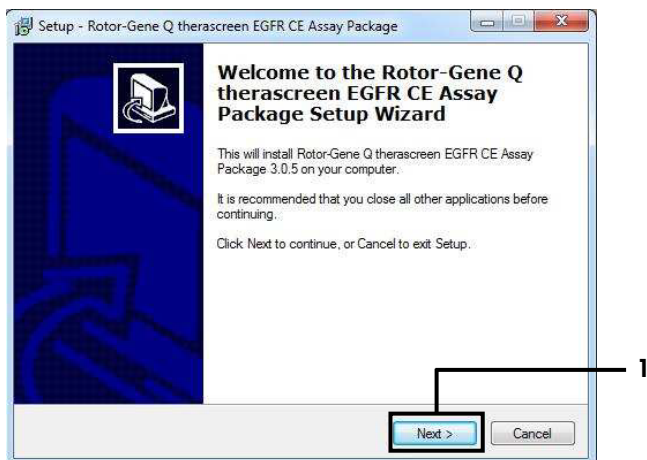 Setup - Rotor-Gene Q therascreen EGFR CE Assay Package
Welcome to the Rotor-Gene Q
therascreen EGFR CE Assay
Package Setup Wizard
This will install Rotor-Gene Q therascreen EGFR CE Assay
Package 3.0.5 on your computer.
It is recommended that you close all other applications before
continuing.
Click Next to continue, or Cancel to exit Setup.
1
Next >
Cancel